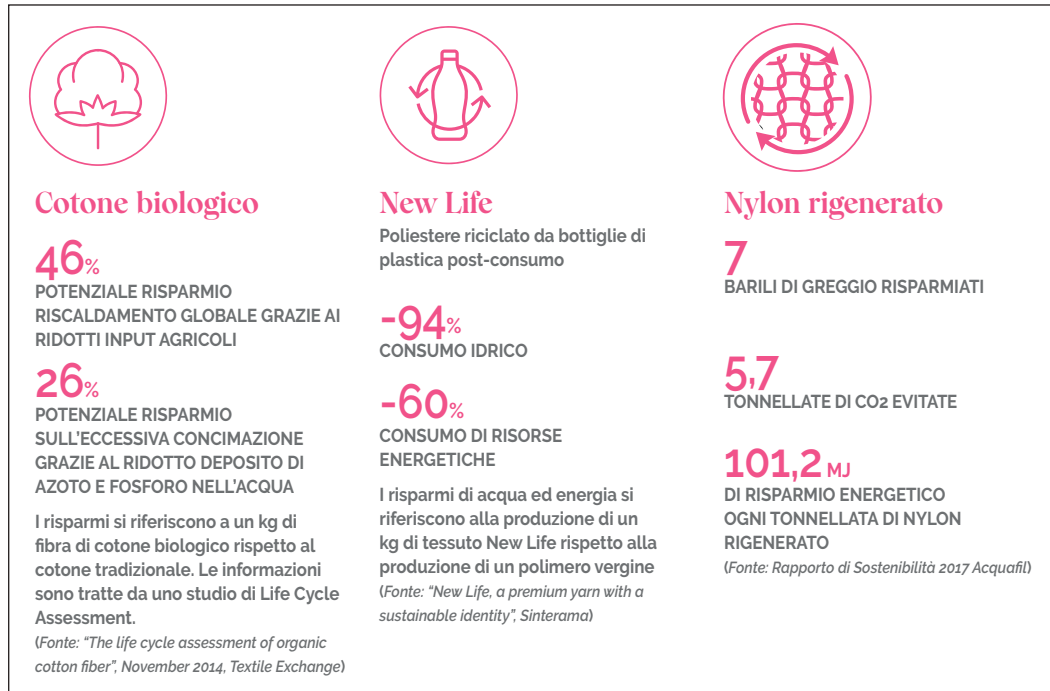 Cotone biologico
46%
POTENZIALE RISPARMIO
RISCALDAMENTO GLOBALE GRAZIE AI
RIDOTTI INPUT AGRICOLI
26%
POTENZIALE RISPARMIO
SULL'ECCESSIVA CONCIMAZIONE
GRAZIE AL RIDOTTO DEPOSITO DI
AZOTO E FOSFORO NELL'ACQUA
I risparmi si riferiscono a un kg di
fibra di cotone biologico rispetto al
cotone tradizionale. Le informazioni
sono tratte da uno studio di Life Cycle
Assessment.
(Fonte: "The life cycle assessment of organic
cotton fiber", November 2014, Textile Exchange)
New Life
Poliestere riciclato da bottiglie di
plastica post-consumo
-94%
CONSUMO IDRICO
-60%
CONSUMO DI RISORSE
ENERGETICHE
I risparmi di acqua ed energia si
riferiscono alla produzione di un
kg di tessuto New Life rispetto alla
produzione di un polimero vergine
(Fonte: "New Life, a premium yarn with a
sustainable identity", Sinterama)
Nylon rigenerato
7
BARILI DI GREGGIO RISPARMIATI
5,7
TONNELLATE DI CO2 EVITATE
101,2 MJ
DI RISPARMIO ENERGETICO
OGNI TONNELLATA DI NYLON
RIGENERATO
(Fonte: Rapporto di Sostenibilità 2017 Acquafil)